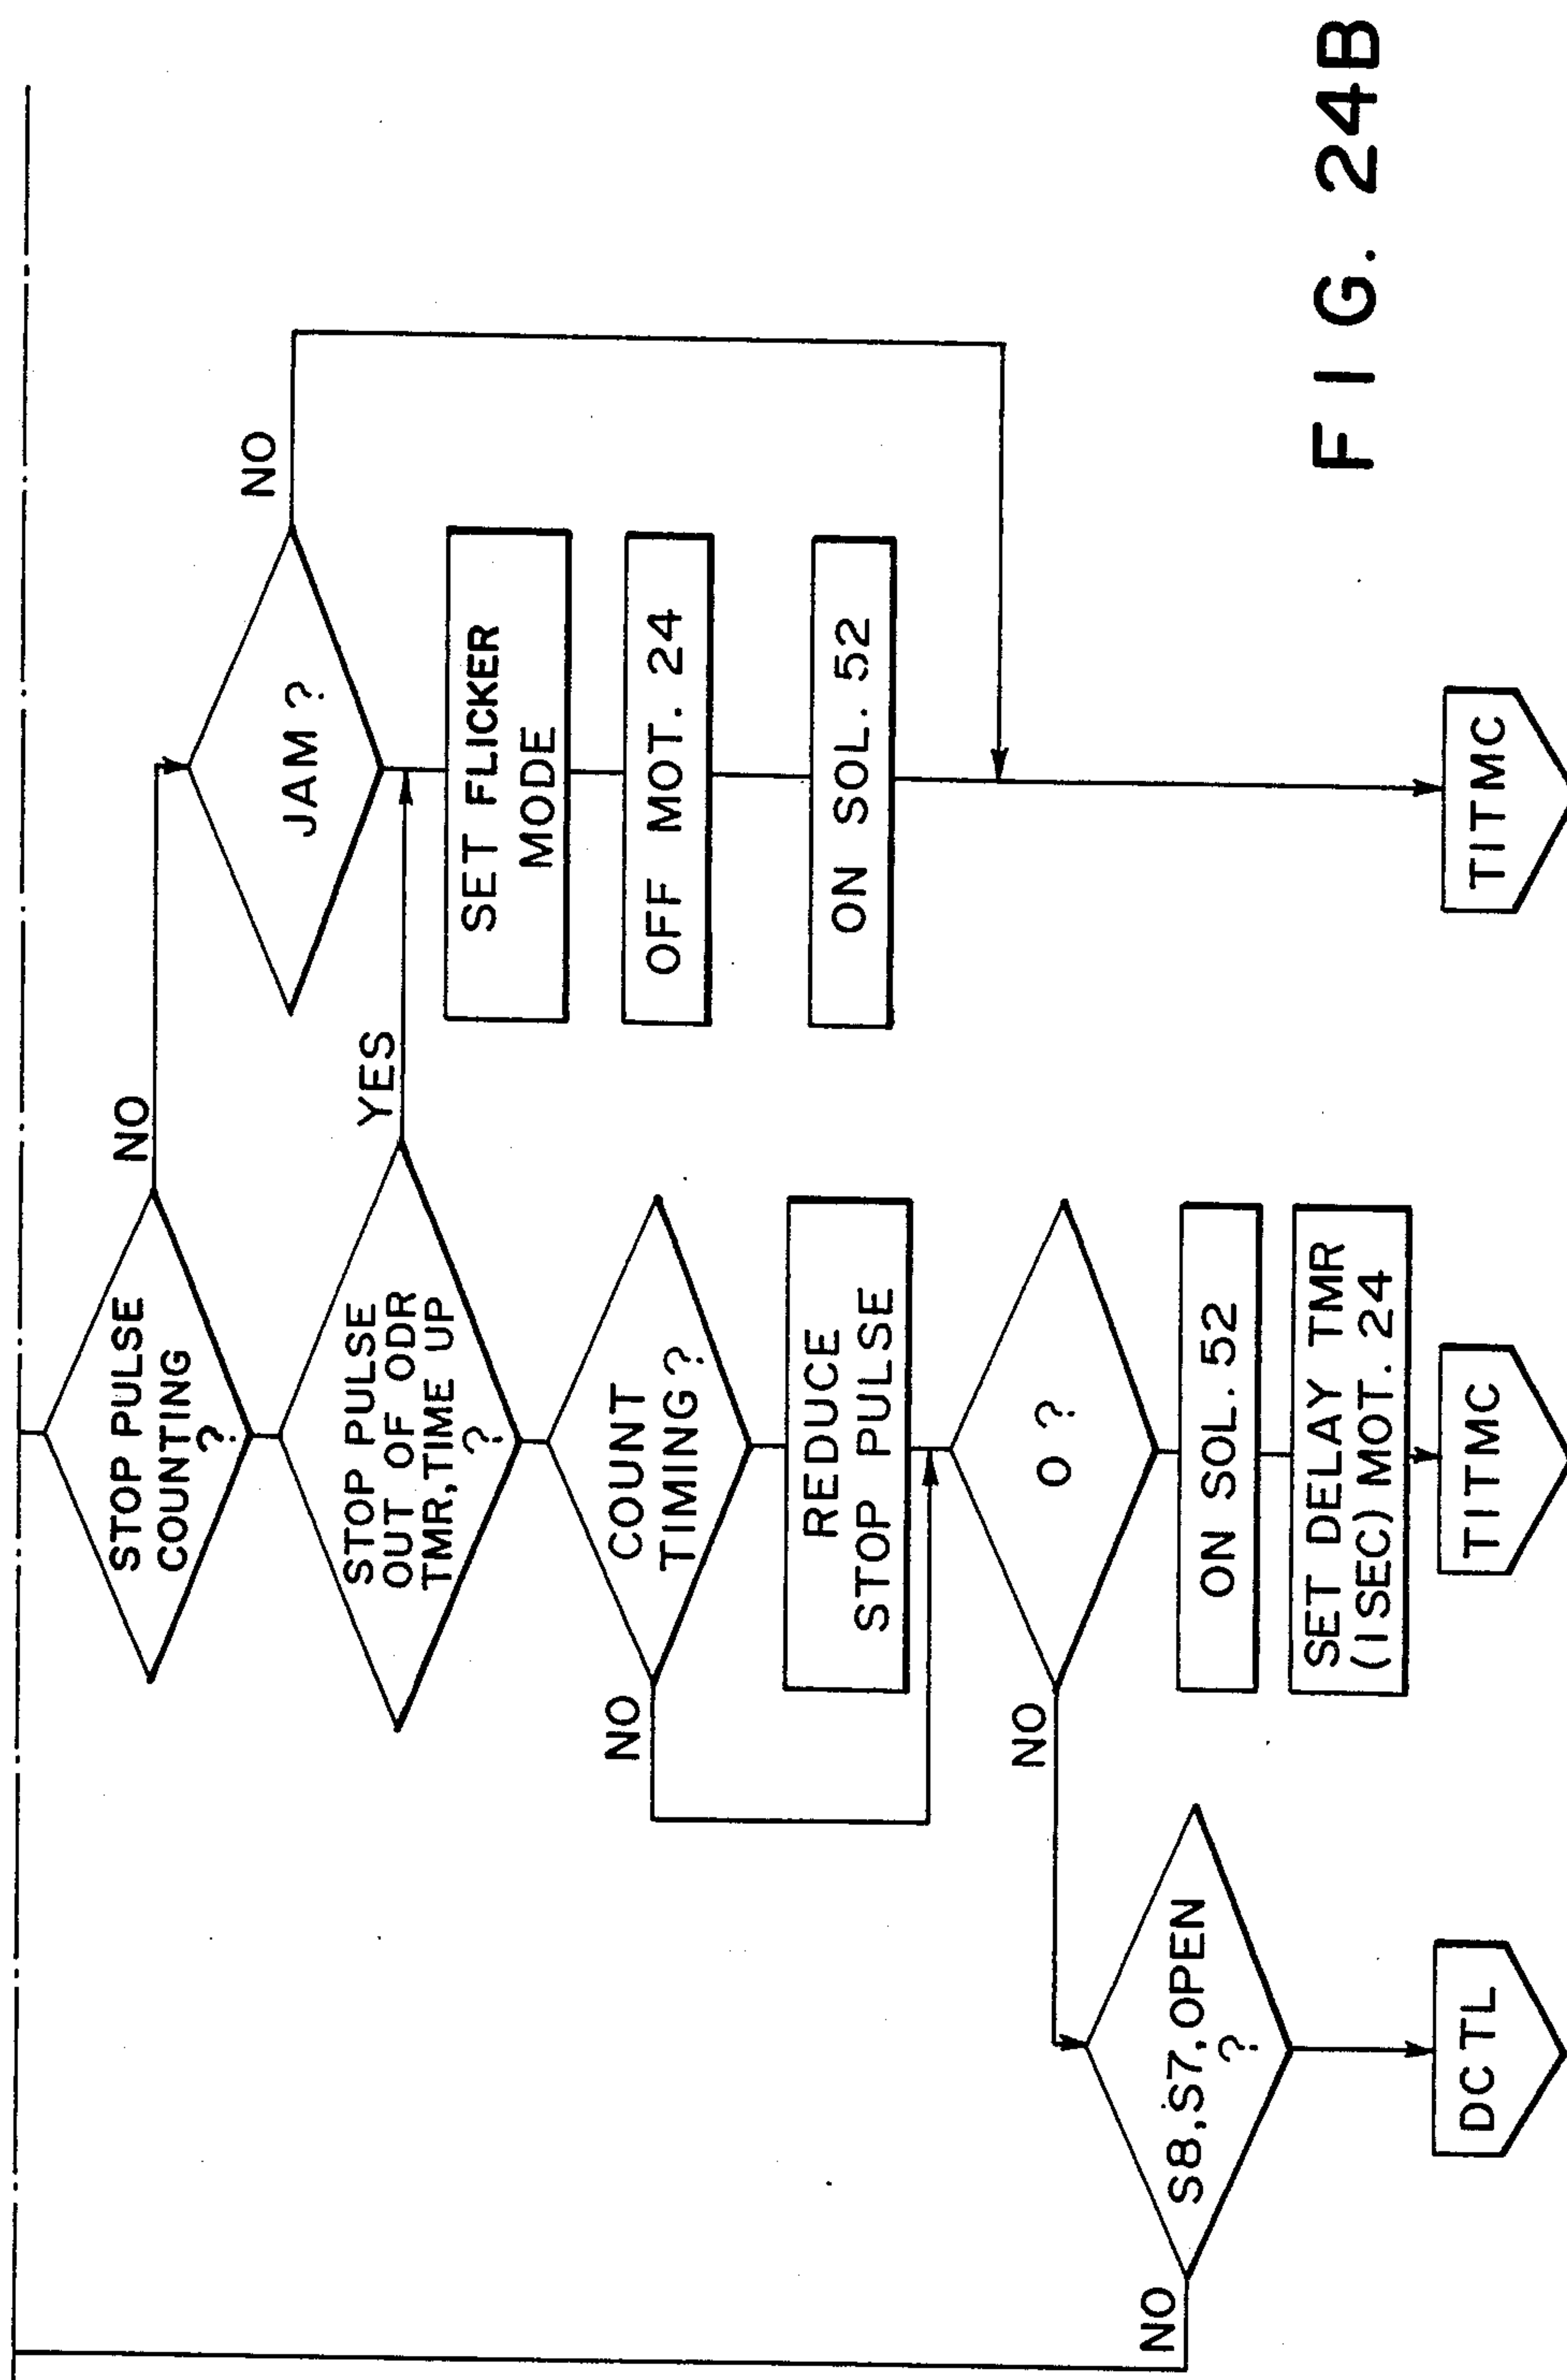 STOP PULSE
COUNTING
?
NO
STOP PULSE
OUT OF ODR
TMR, TIME UP
?
YES
COUNT
TIMING ?
NO
REDUCE
STOP PULSE
O ?
NO
ON SOL. 52
SET DELAY TMR
(1SEC) MOT. 24
TITMC
S8, S7, OPEN
?
NO
DCTL
JAM ?
NO
SET FLICKER
MODE
OFF MOT. 24
ON SOL. 52
TITMC
FIG. 24B